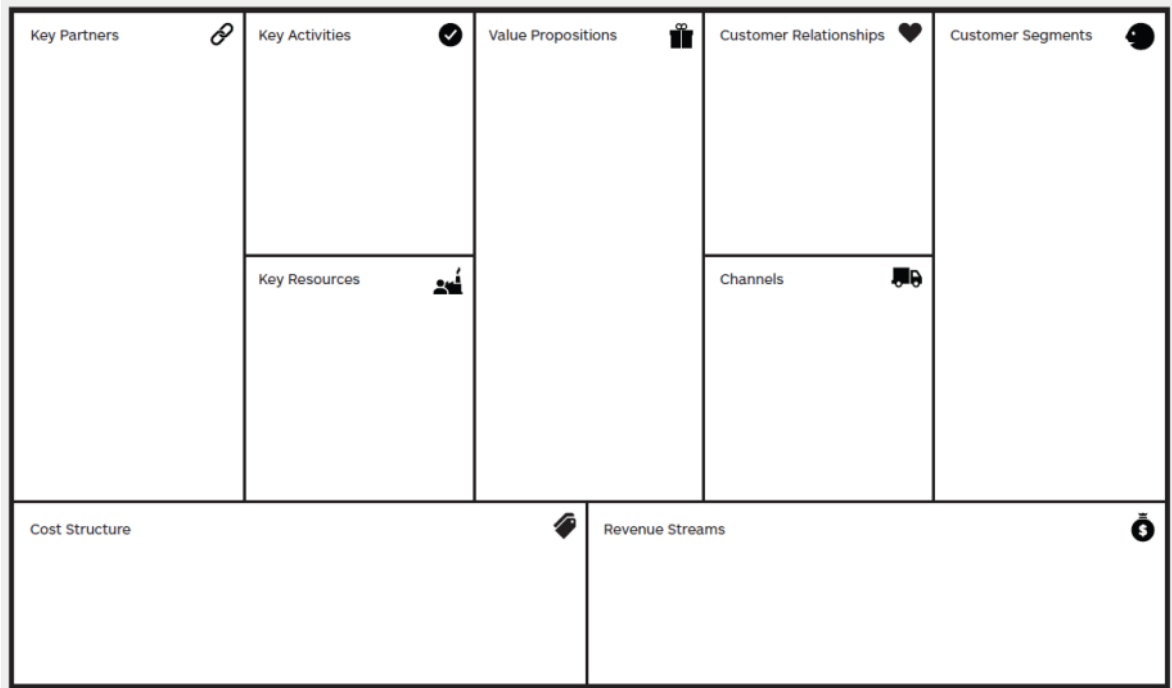 Key Partners
Key Activities
Value Propositions
Customer Relationships
Customer Segments
Key Resources
Channels
Cost Structure
Revenue Streams
$